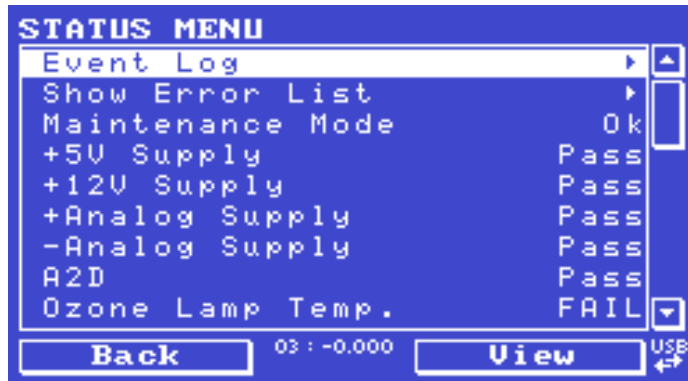 STATUS MENU
Event Log
Show Error List
Maintenance Mode Ok
+5V Supply Pass
+12V Supply Pass
+Analog Supply Pass
-Analog Supply Pass
A2D Pass
Ozone Lamp Temp. FAIL
Back O3 : -0.000 View USB